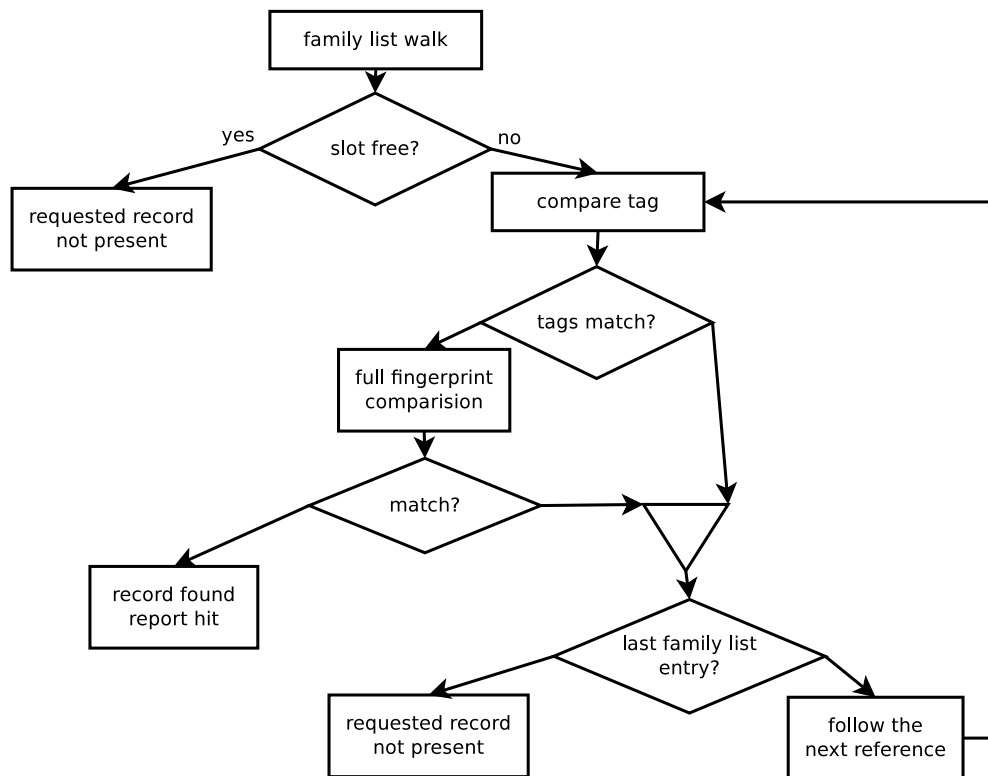 family list walk
yes
slot free?
no
requested record
not present
compare tag
tags match?
full fingerprint
comparision
match?
record found
report hit
last family list
entry?
requested record
not present
follow the
next reference